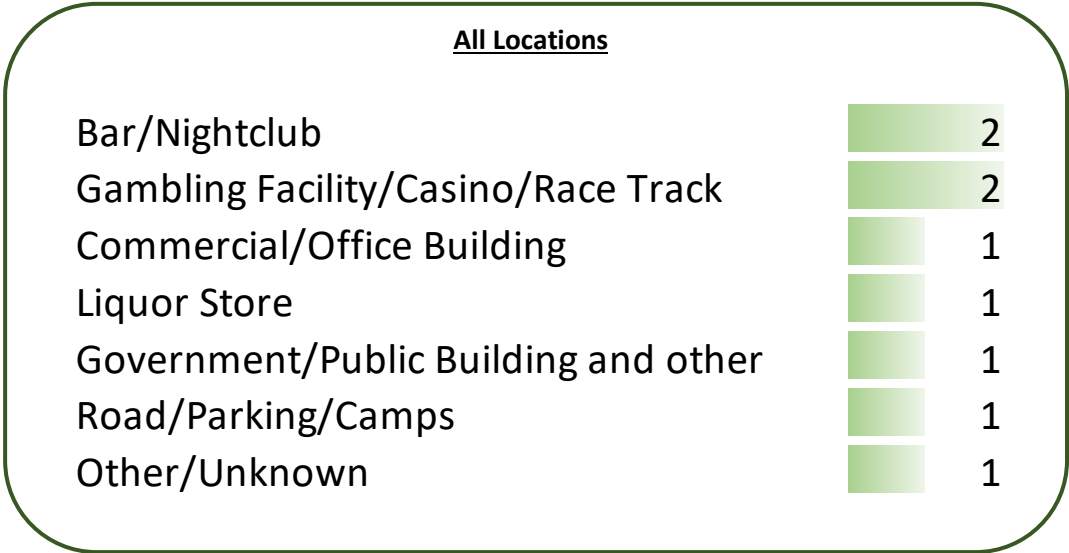 All Locations
Bar/Nightclub 2
Gambling Facility/Casino/Race Track 2
Commercial/Office Building 1
Liquor Store 1
Government/Public Building and other 1
Road/Parking/Camps 1
Other/Unknown 1